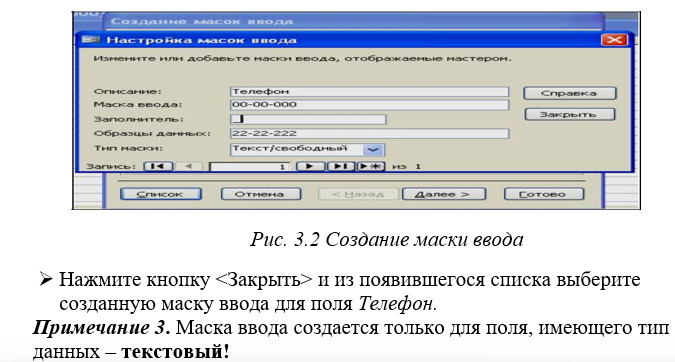 Создание масок ввода
Настройка масок ввода
Измените или добавьте маски ввода, отображаемые мастером.
Описание: Телефон Справка
Маска ввода: 00-00-000
Заполнитель: _ Закрыть
Образцы данных: 22-22-222
Тип маски: Текст/свободный
Запись: 1 из 1
Список Отмена < Назад Далее > Готово
Рис. 3.2 Создание маски ввода
➢ Нажмите кнопку <Закрыть> и из появившегося списка выберите
созданную маску ввода для поля Телефон.
Примечание 3. Маска ввода создается только для поля, имеющего тип
данных – текстовый!